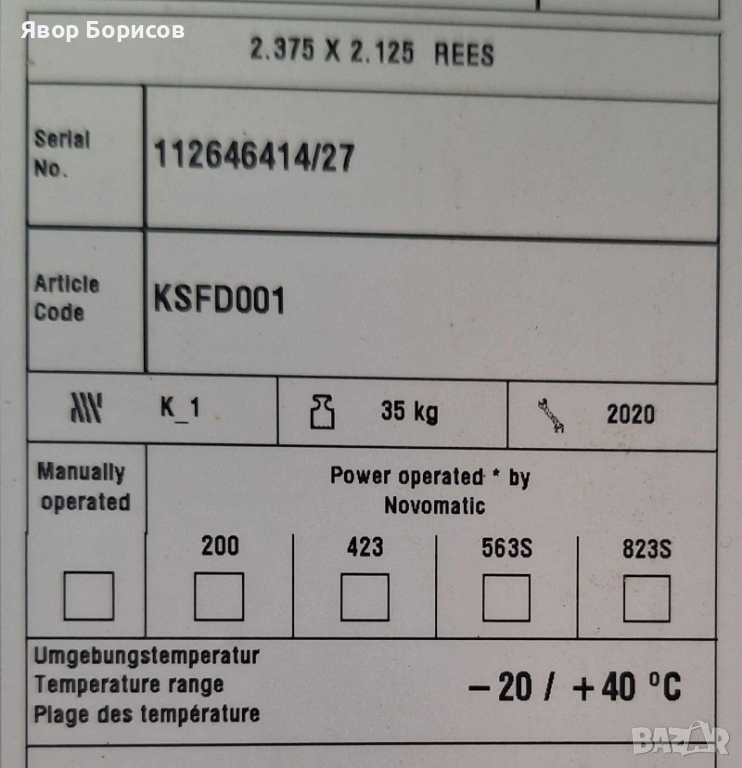 Явор Борисов
2.375 X 2.125 REES
Serial
No.
112646414/27
Article
Code
KSFD001
K_1
35 kg
2020
Manually
operated
Power operated * by
Novomatic
200
423
563S
823S
Umgebungstemperatur
Temperature range
Plage des température
– 20 / +40 °C
BAZAR